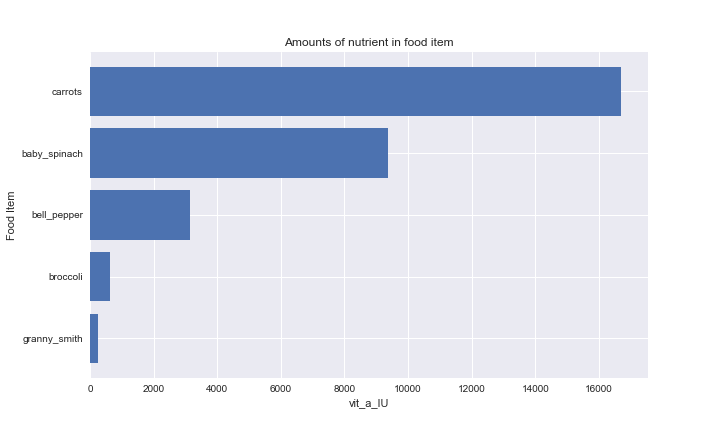 Amounts of nutrient in food item
Food Item
carrots
baby_spinach
bell_pepper
broccoli
granny_smith
0 2000 4000 6000 8000 10000 12000 14000 16000
vit_a_IU